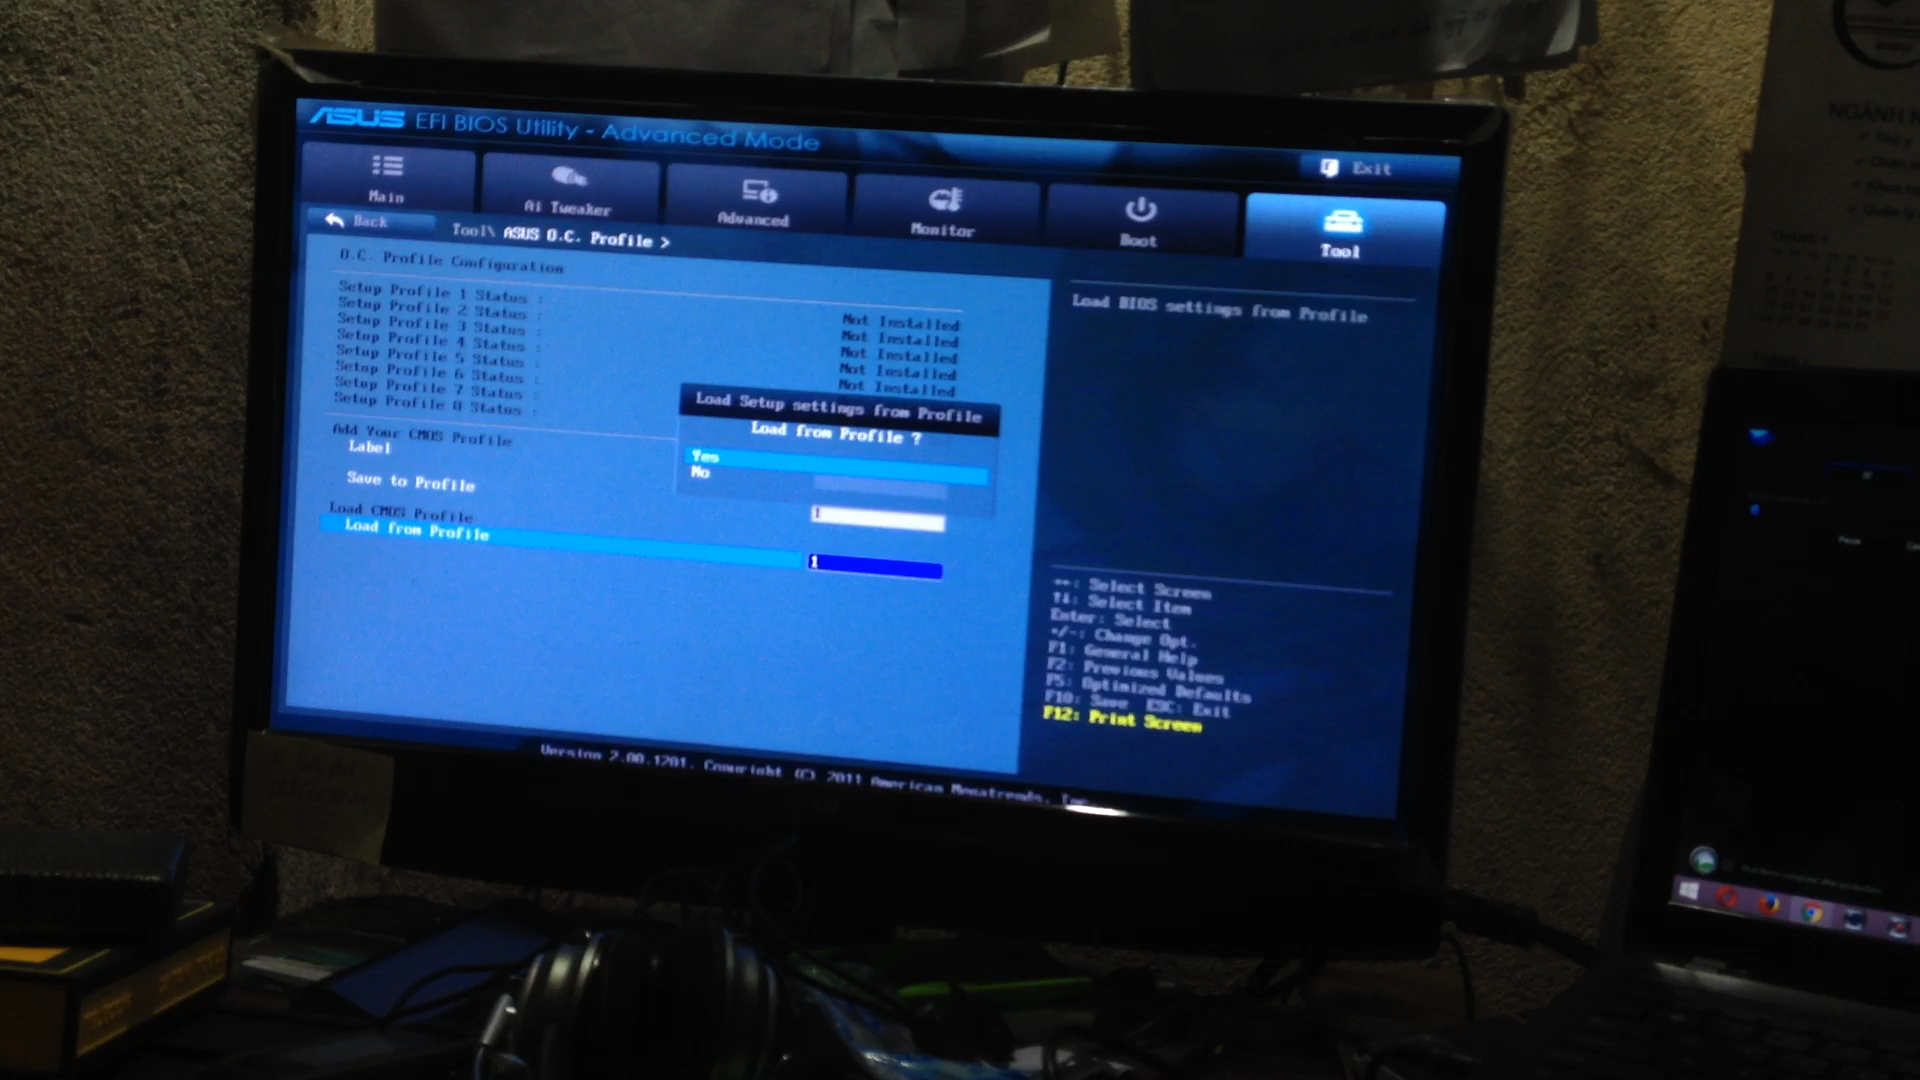 ASUS EFI BIOS Utility - Advanced Mode
Exit
Main
Ai Tweaker
Advanced
Monitor
Boot
Tool
Back
Tool\ ASUS O.C. Profile >
O.C. Profile Configuration
Setup Profile 1 Status :
Setup Profile 2 Status : Not Installed
Setup Profile 3 Status : Not Installed
Setup Profile 4 Status : Not Installed
Setup Profile 5 Status : Not Installed
Setup Profile 6 Status : Not Installed
Setup Profile 7 Status :
Setup Profile 8 Status :
Add Your CMOS Profile
Label
Save to Profile
1
Load CMOS Profile
Load from Profile
1
Load Setup settings from Profile
Load from Profile ?
Yes
No
Load BIOS settings from Profile
↔: Select Screen
↑↓: Select Item
Enter: Select
+/-: Change Opt.
F1: General Help
F2: Previous Values
F5: Optimized Defaults
F10: Save ESC: Exit
F12: Print Screen
Version 2.00.1201. Copyright (C) 2011 American Megatrends, Inc.
NGÀNH